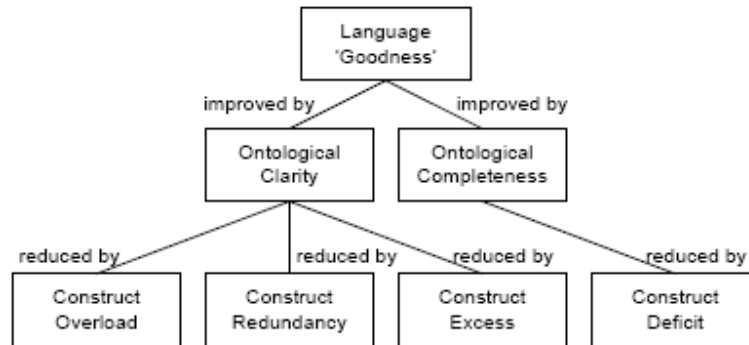 Language
'Goodness'
improved by
improved by
Ontological
Clarity
Ontological
Completeness
reduced by
reduced by
reduced by
reduced by
Construct
Overload
Construct
Redundancy
Construct
Excess
Construct
Deficit